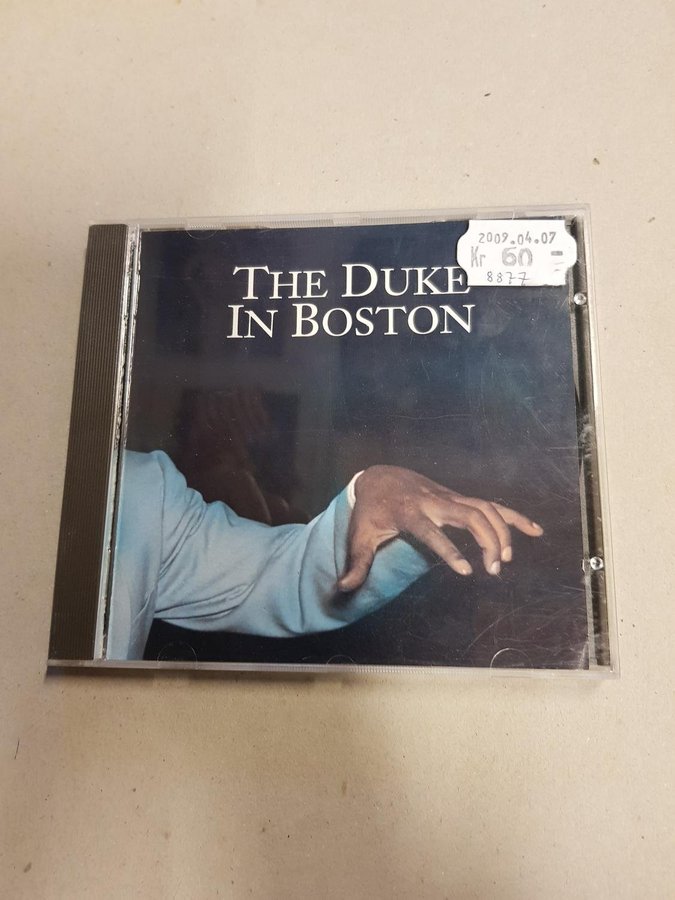 2009.04.07
Kr 60 =
8877
THE DUKE
IN BOSTON